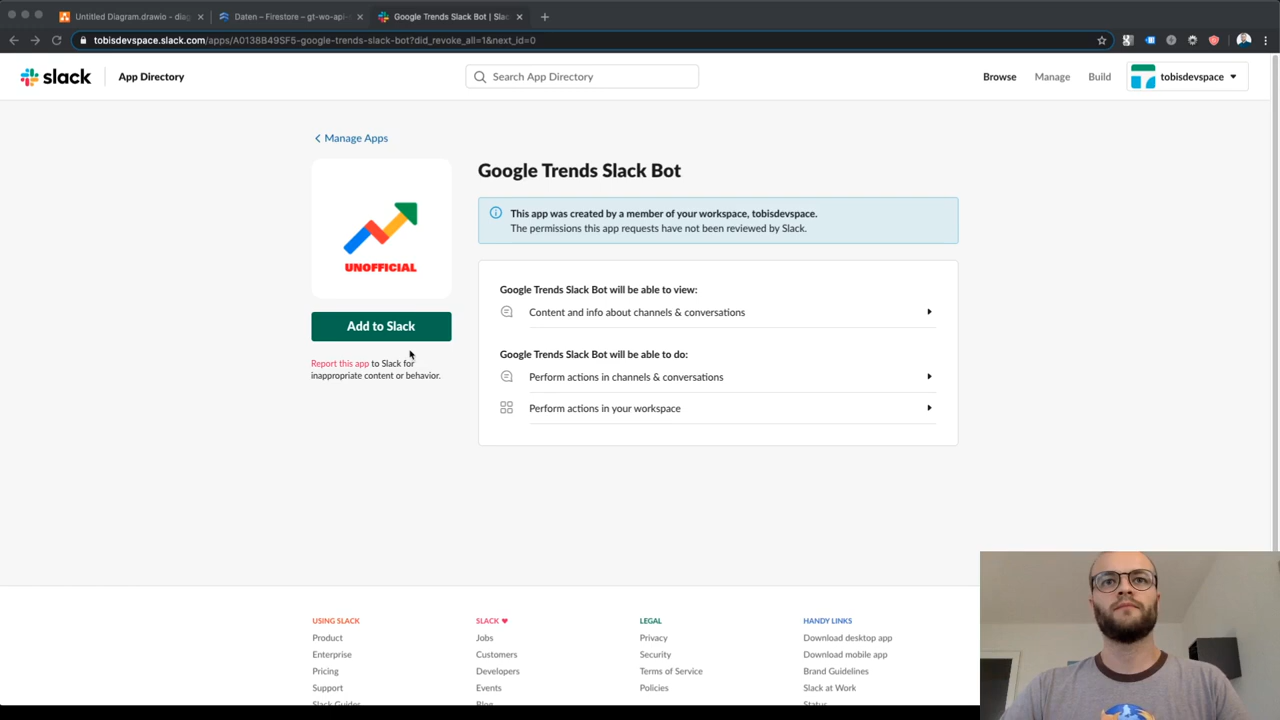 Untitled Diagram.drawio - diag
Daten – Firestore – gt-wo-api-
Google Trends Slack Bot | Slac
tobisdevspace.slack.com/apps/A0138B49SF5-google-trends-slack-bot?did_revoke_all=1&next_id=0
slack
App Directory
Search App Directory
Browse
Manage
Build
tobisdevspace
Manage Apps
UNOFFICIAL
Add to Slack
Report this app to Slack for
inappropriate content or behavior.
Google Trends Slack Bot
This app was created by a member of your workspace, tobisdevspace.
The permissions this app requests have not been reviewed by Slack.
Google Trends Slack Bot will be able to view:
Content and info about channels & conversations
Google Trends Slack Bot will be able to do:
Perform actions in channels & conversations
Perform actions in your workspace
USING SLACK
Product
Enterprise
Pricing
Support
Slack Guides
SLACK
Jobs
Customers
Developers
Events
Blog
LEGAL
Privacy
Security
Terms of Service
Policies
HANDY LINKS
Download desktop app
Download mobile app
Brand Guidelines
Slack at Work
Status